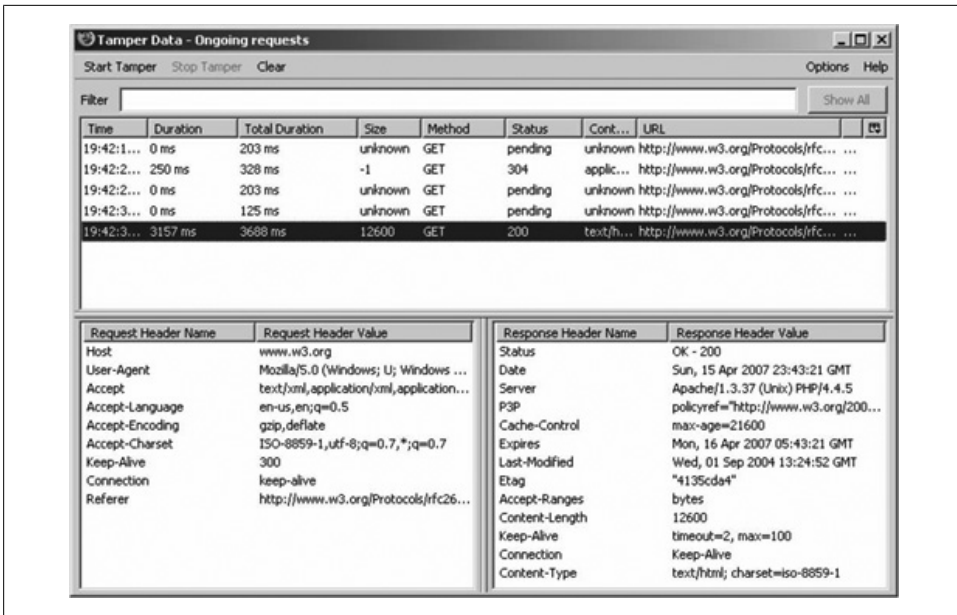 Tamper Data - Ongoing requests
Start Tamper Stop Tamper Clear Options Help
Filter Show All
Time Duration Total Duration Size Method Status Cont... URL
19:42:1... 0 ms 203 ms unknown GET pending unknown http://www.w3.org/Protocols/rfc... ...
19:42:2... 250 ms 328 ms -1 GET 304 applic... http://www.w3.org/Protocols/rfc... ...
19:42:2... 0 ms 203 ms unknown GET pending unknown http://www.w3.org/Protocols/rfc... ...
19:42:3... 0 ms 125 ms unknown GET pending unknown http://www.w3.org/Protocols/rfc... ...
19:42:3... 3157 ms 3688 ms 12600 GET 200 text/h... http://www.w3.org/Protocols/rfc... ...
Request Header Name Request Header Value
Host www.w3.org
User-Agent Mozilla/5.0 (Windows; U; Windows ...
Accept text/xml,application/xml,application...
Accept-Language en-us,en;q=0.5
Accept-Encoding gzip,deflate
Accept-Charset ISO-8859-1,utf-8;q=0.7,*;q=0.7
Keep-Alive 300
Connection keep-alive
Referer http://www.w3.org/Protocols/rfc26...
Response Header Name Response Header Value
Status OK - 200
Date Sun, 15 Apr 2007 23:43:21 GMT
Server Apache/1.3.37 (Unix) PHP/4.4.5
P3P policyref="http://www.w3.org/200...
Cache-Control max-age=21600
Expires Mon, 16 Apr 2007 05:43:21 GMT
Last-Modified Wed, 01 Sep 2004 13:24:52 GMT
Etag "4135cda4"
Accept-Ranges bytes
Content-Length 12600
Keep-Alive timeout=2, max=100
Connection Keep-Alive
Content-Type text/html; charset=iso-8859-1